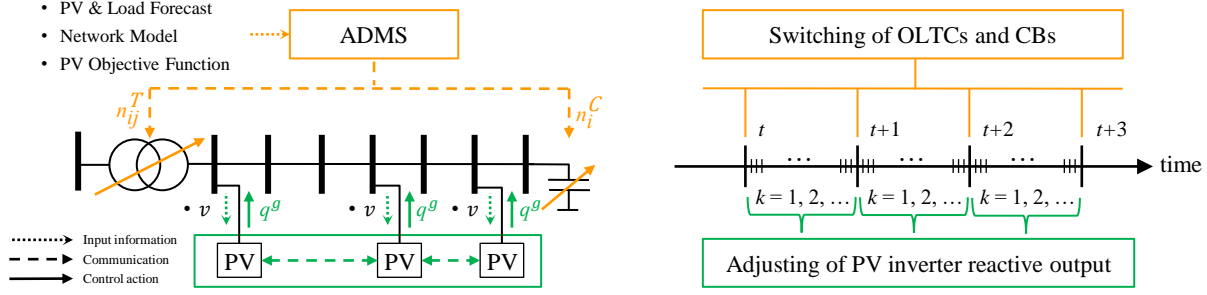 • PV & Load Forecast
• Network Model
• PV Objective Function
ADMS
n_{ij}^T
n_i^C
• v
q^g
• v
q^g
• v
q^g
Input information
Communication
Control action
PV
PV
PV
Switching of OLTCs and CBs
t
t+1
t+2
t+3
… … …
time
k = 1, 2, … k = 1, 2, … k = 1, 2, …
Adjusting of PV inverter reactive output